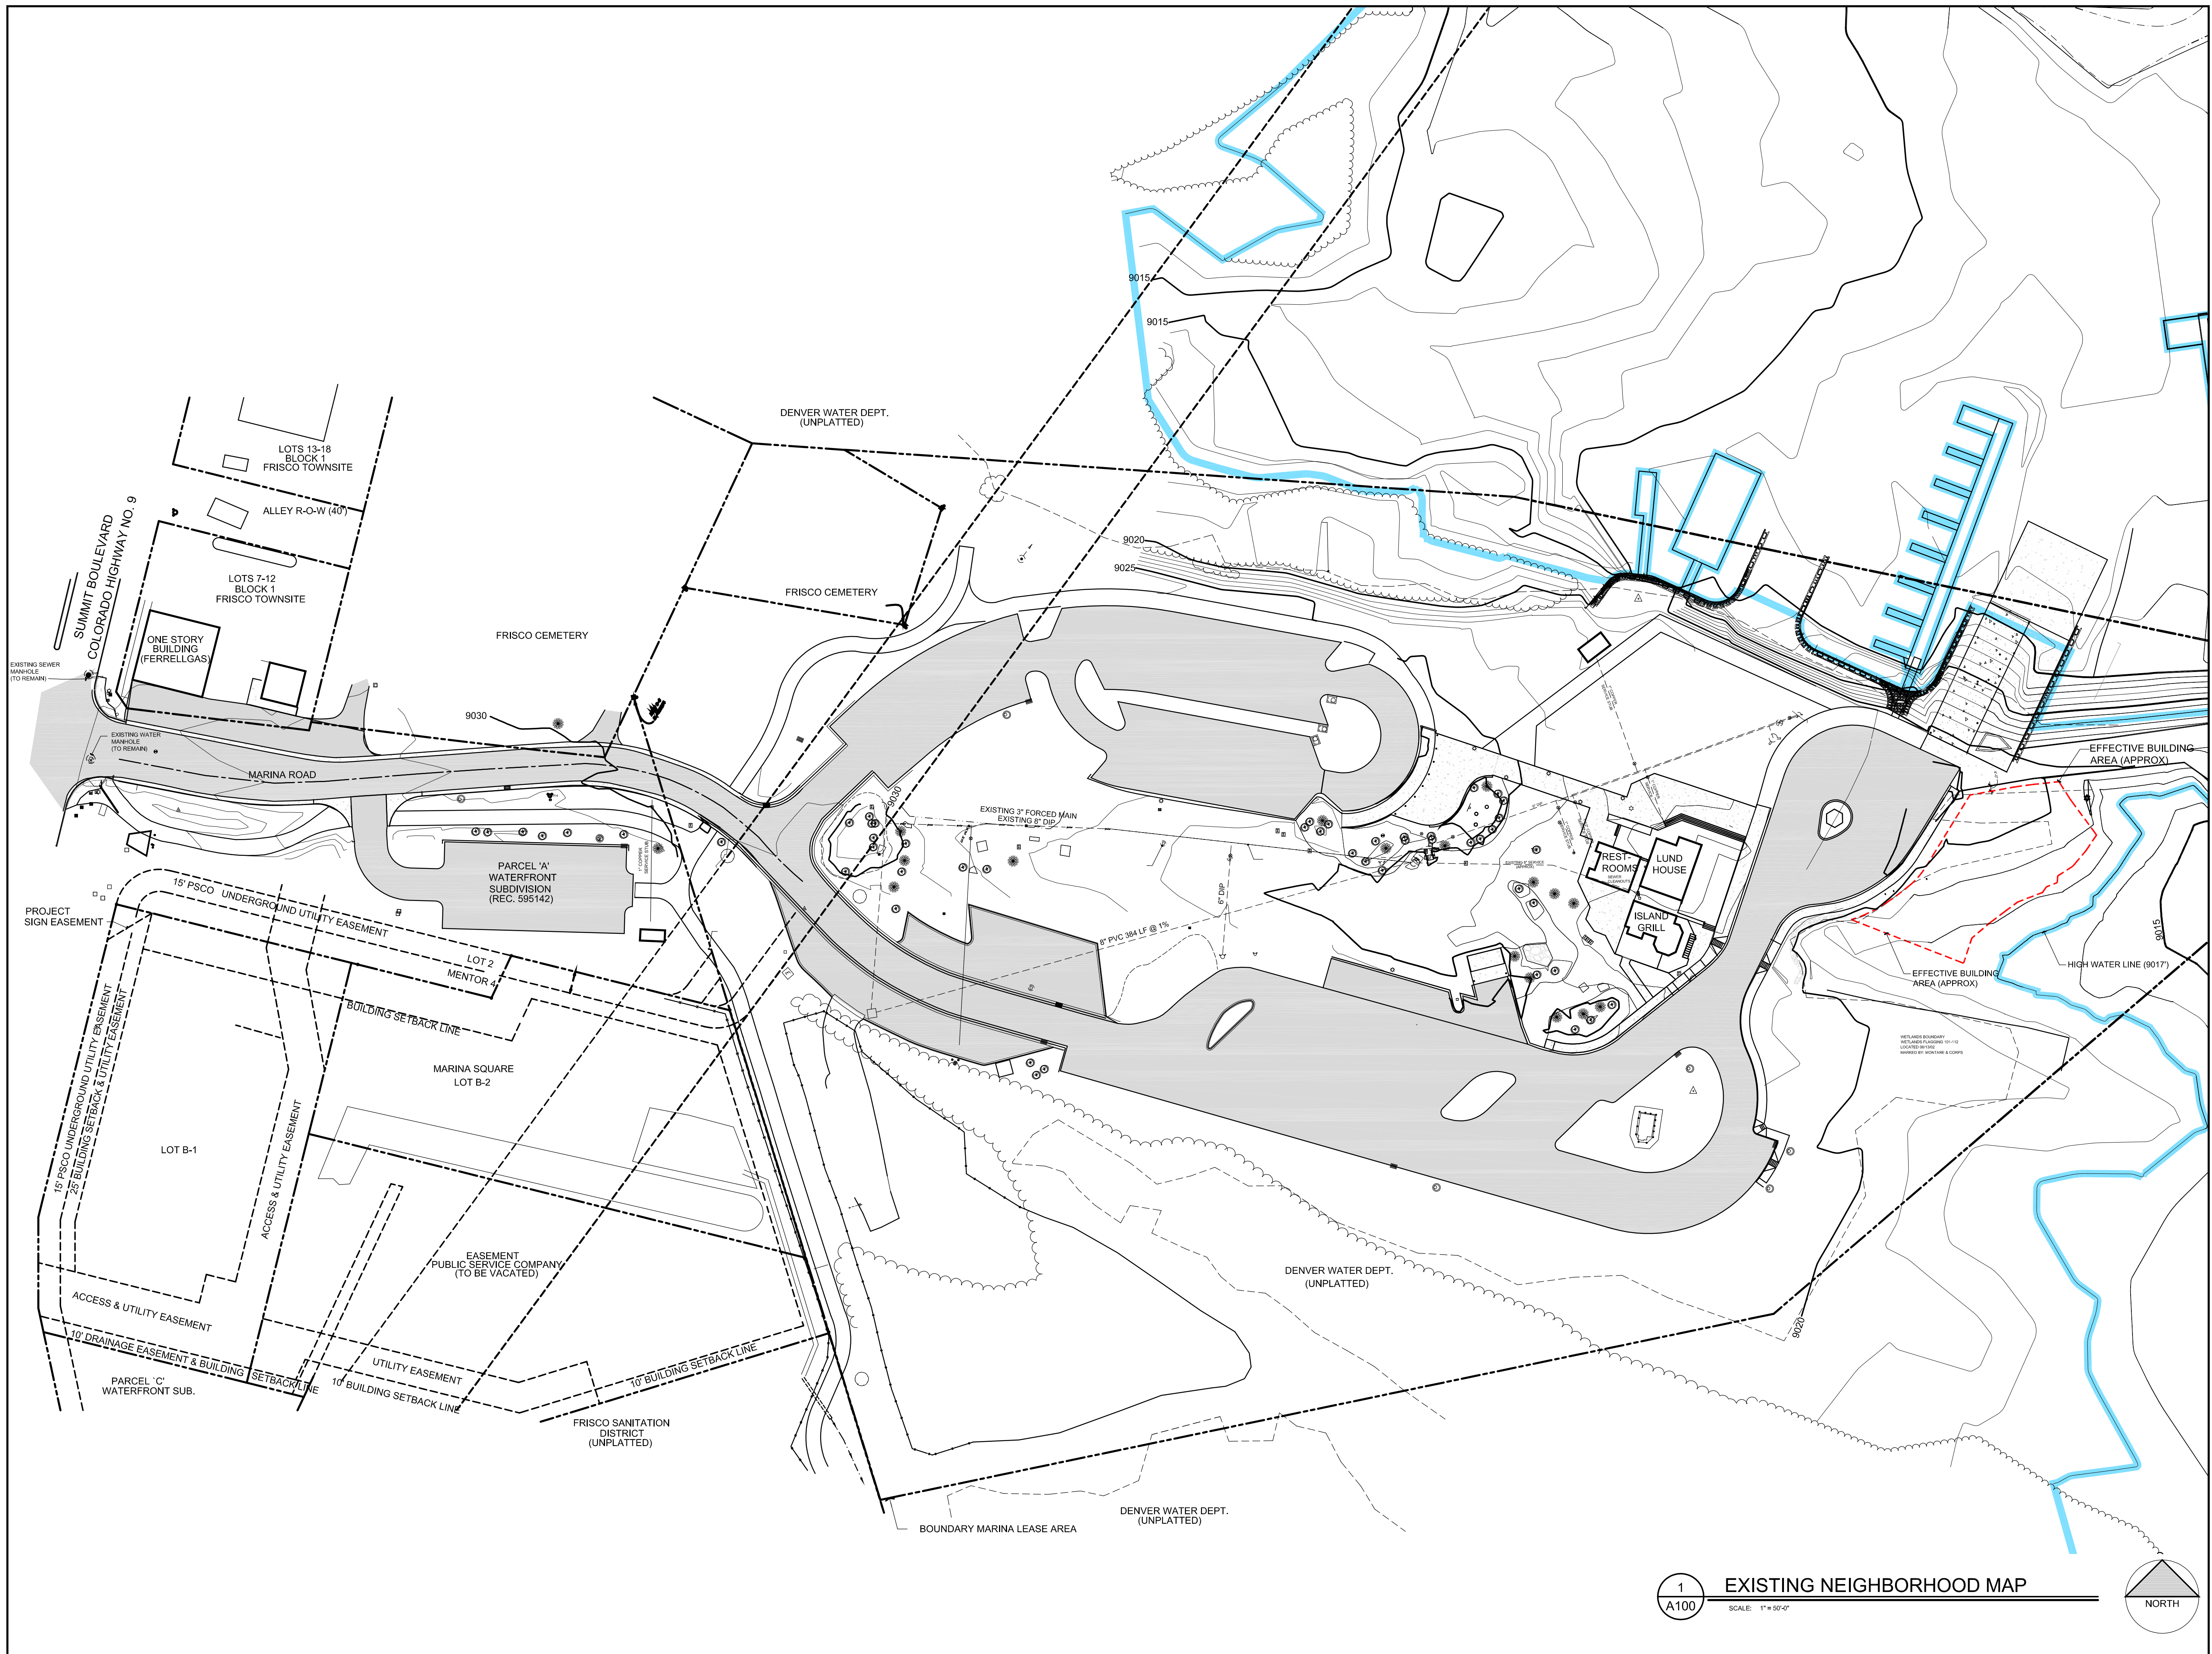 DENVER WATER DEPT.
(UNPLATTED)
9015
9015
LOTS 13-18
BLOCK 1
FRISCO TOWNSITE
ALLEY R-O-W (40')
SUMMIT BOULEVARD
COLORADO HIGHWAY NO. 9
LOTS 7-12
BLOCK 1
FRISCO TOWNSITE
9020
9025
FRISCO CEMETERY
FRISCO CEMETERY
ONE STORY
BUILDING
(FERRELLGAS)
EXISTING SEWER
MANHOLE
(TO REMAIN)
9030
EXISTING WATER
MANHOLE
(TO REMAIN)
MARINA ROAD
9030
EXISTING 3" FORCED MAIN
EXISTING 8" DIP
EFFECTIVE BUILDING
AREA (APPROX)
1" COPPER
SERVICE STUB
PARCEL 'A'
WATERFRONT
SUBDIVISION
(REC. 595142)
REST-
ROOMS
SEWER
CLEANOUTS
LUND
HOUSE
ISLAND
GRILL
6" DIP
8" PVC 384 LF @ 1%
15' PSCO UNDERGROUND UTILITY EASEMENT
PROJECT
SIGN EASEMENT
LOT 2
MENTOR 4
9015
HIGH WATER LINE (9017')
EFFECTIVE BUILDING
AREA (APPROX)
BUILDING SETBACK LINE
15' PSCO UNDERGROUND UTILITY EASEMENT
25' BUILDING SETBACK & UTILITY EASEMENT
WETLANDS BOUNDARY
MARINA SQUARE
LOT B-2
LOT B-1
ACCESS & UTILITY EASEMENT
EASEMENT
PUBLIC SERVICE COMPANY
(TO BE VACATED)
DENVER WATER DEPT.
(UNPLATTED)
ACCESS & UTILITY EASEMENT
9020
10' DRAINAGE EASEMENT & BUILDING SETBACK LINE
UTILITY EASEMENT
10' BUILDING SETBACK LINE
10' BUILDING SETBACK LINE
PARCEL 'C'
WATERFRONT SUB.
FRISCO SANITATION
DISTRICT
(UNPLATTED)
DENVER WATER DEPT.
(UNPLATTED)
BOUNDARY MARINA LEASE AREA
1
A100
EXISTING NEIGHBORHOOD MAP
SCALE: 1" = 50'-0"
NORTH